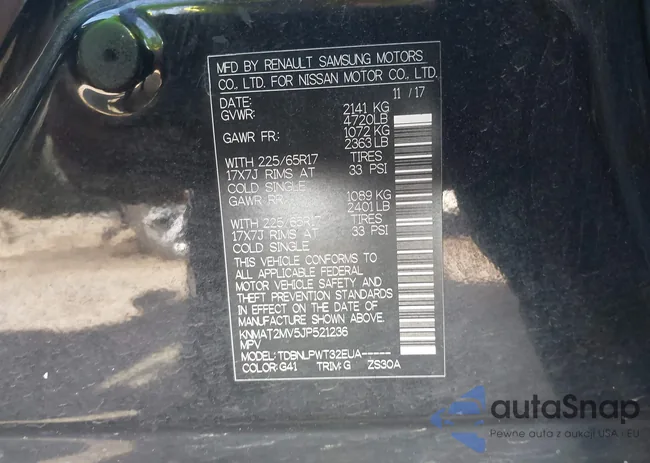 MFD BY RENAULT SAMSUNG MOTORS
CO., LTD. FOR NISSAN MOTOR CO., LTD.
DATE: 11 / 17
GVWR: 2141 KG
4720LB
GAWR FR: 1072 KG
2363 LB
WITH 225/65R17 TIRES
17X7J RIMS AT 33 PSI
COLD SINGLE
GAWR RR: 1089 KG
2401 LB
WITH 225/65R17 TIRES
17X7J RIMS AT 33 PSI
COLD SINGLE
THIS VEHICLE CONFORMS TO
ALL APPLICABLE FEDERAL
MOTOR VEHICLE SAFETY AND
THEFT PREVENTION STANDARDS
IN EFFECT ON THE DATE OF
MANUFACTURE SHOWN ABOVE.
KNMAT2MV5JP521236
MPV
MODEL: TDBNLPWT32EUA-----
COLOR: G41 TRIM: G ZS30A
autaSnap
Pewne auta z aukcji USA - EU